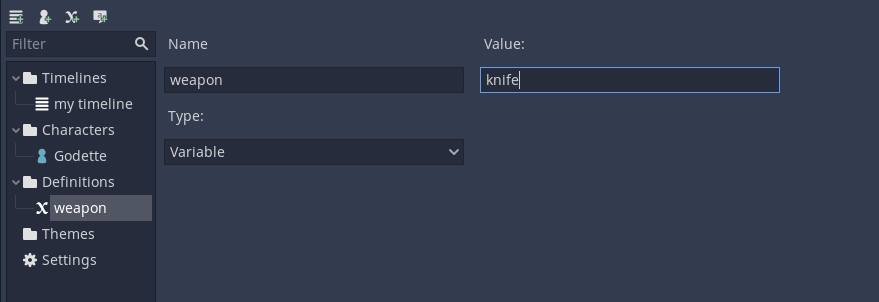 Filter
Timelines
my timeline
Characters
Godette
Definitions
weapon
Themes
Settings
Name
weapon
Type:
Variable
Value:
knife